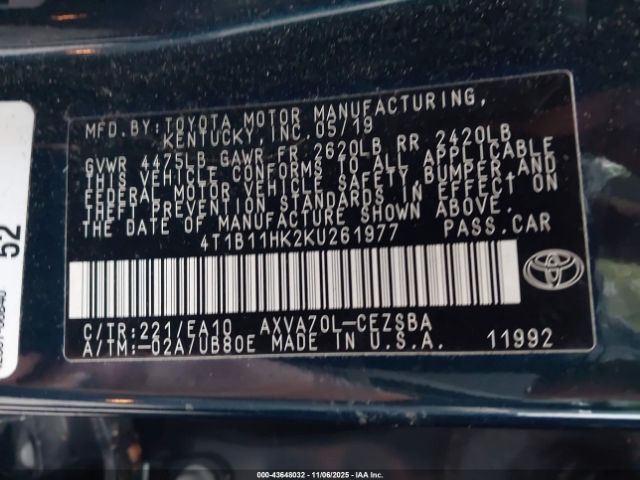 MFD.BY:TOYOTA MOTOR MANUFACTURING,
KENTUCKY,INC.05/19
GVWR 4475LB GAWR FR 2620LB RR 2420LB
THIS VEHICLE CONFORMS TO ALL APPLICABLE
FEDERAL MOTOR VEHICLE SAFETY, BUMPER, AND
THEFT PREVENTION STANDARDS IN EFFECT ON
THE DATE OF MANUFACTURE SHOWN ABOVE.
4T1B11HK2KU261977 PASS.CAR
C/TR:221/EA10 AXVA70L-CEZSBA
A/TM:-02A/UB80E MADE IN U.S.A. 11992
52
000-43648032 - 11/06/2025 - IAA Inc.